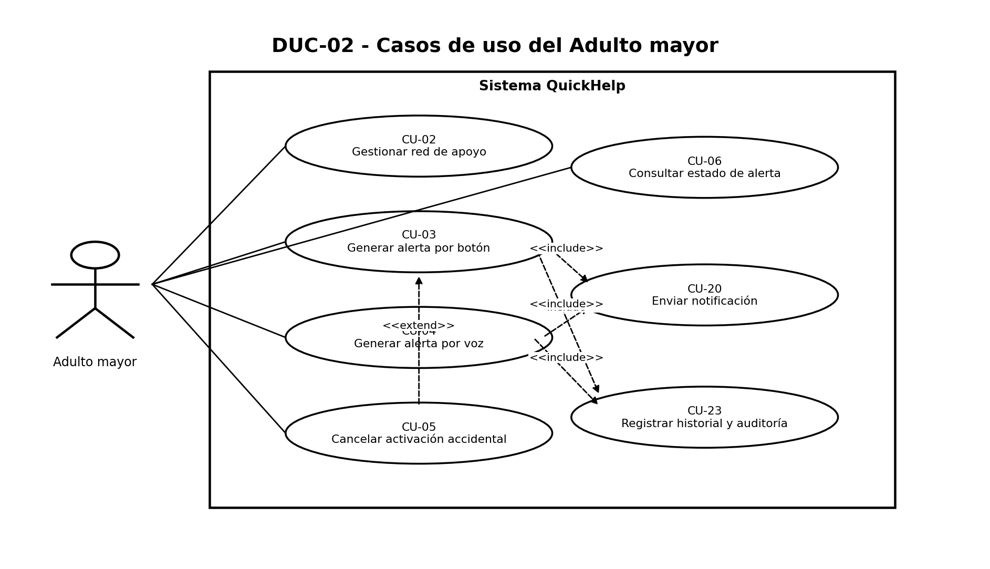 DUC-02 - Casos de uso del Adulto mayor
Sistema QuickHelp
CU-02
Gestionar red de apoyo
CU-06
Consultar estado de alerta
CU-03
Generar alerta por botón
<<include>>
CU-20
Enviar notificación
<<include>>
<<extend>>
CU-04
Generar alerta por voz
<<include>>
Adulto mayor
CU-05
Cancelar activación accidental
CU-23
Registrar historial y auditoría